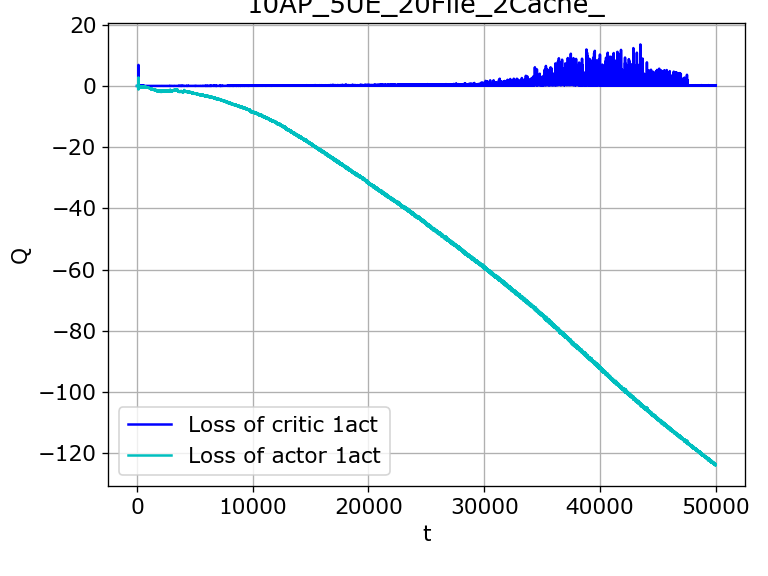 10AP_5UE_20File_2Cache_
20
0
−20
−40
−60
−80
−100
−120
Q
0 10000 20000 30000 40000 50000
t
Loss of critic 1act
Loss of actor 1act